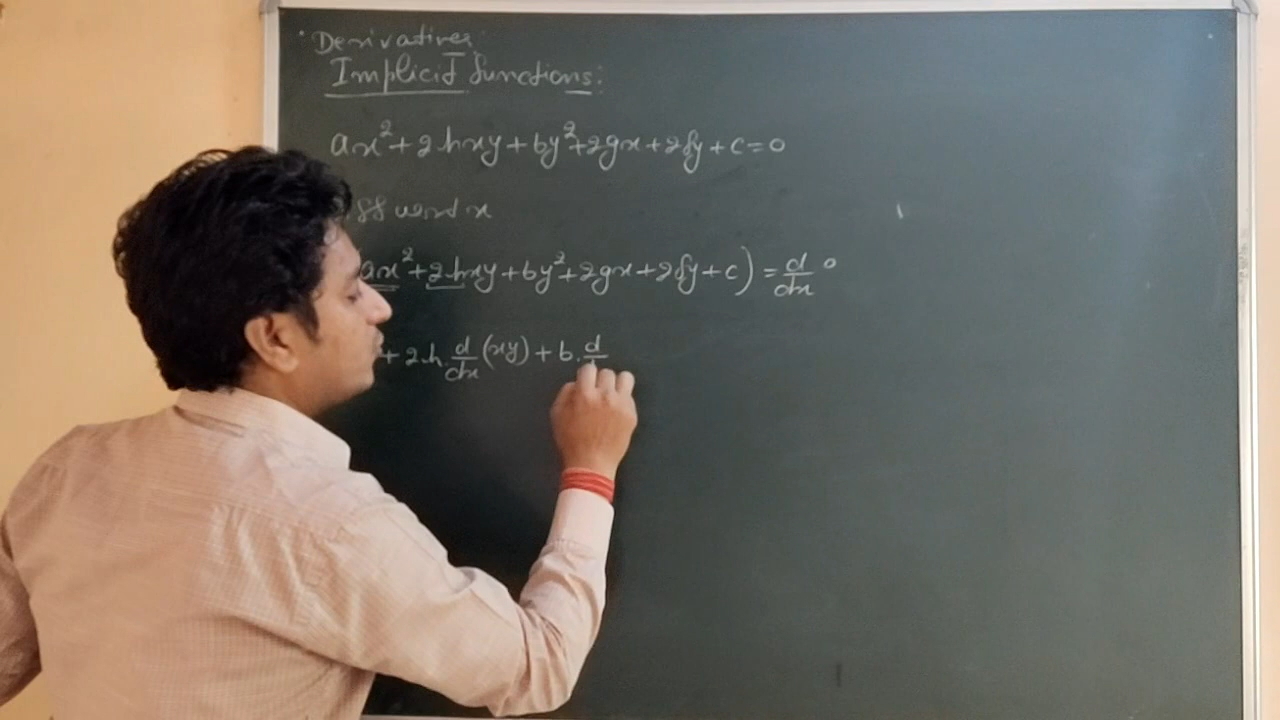 Derivatives
Implicit functions:
ax²+2hxy+by²+2gx+2fy+c=0
ff w.r.t x
ax²+2hxy+by²+2gx+2fy+c) = d/dx 0
+ 2h. d/dx (xy) + b. d/